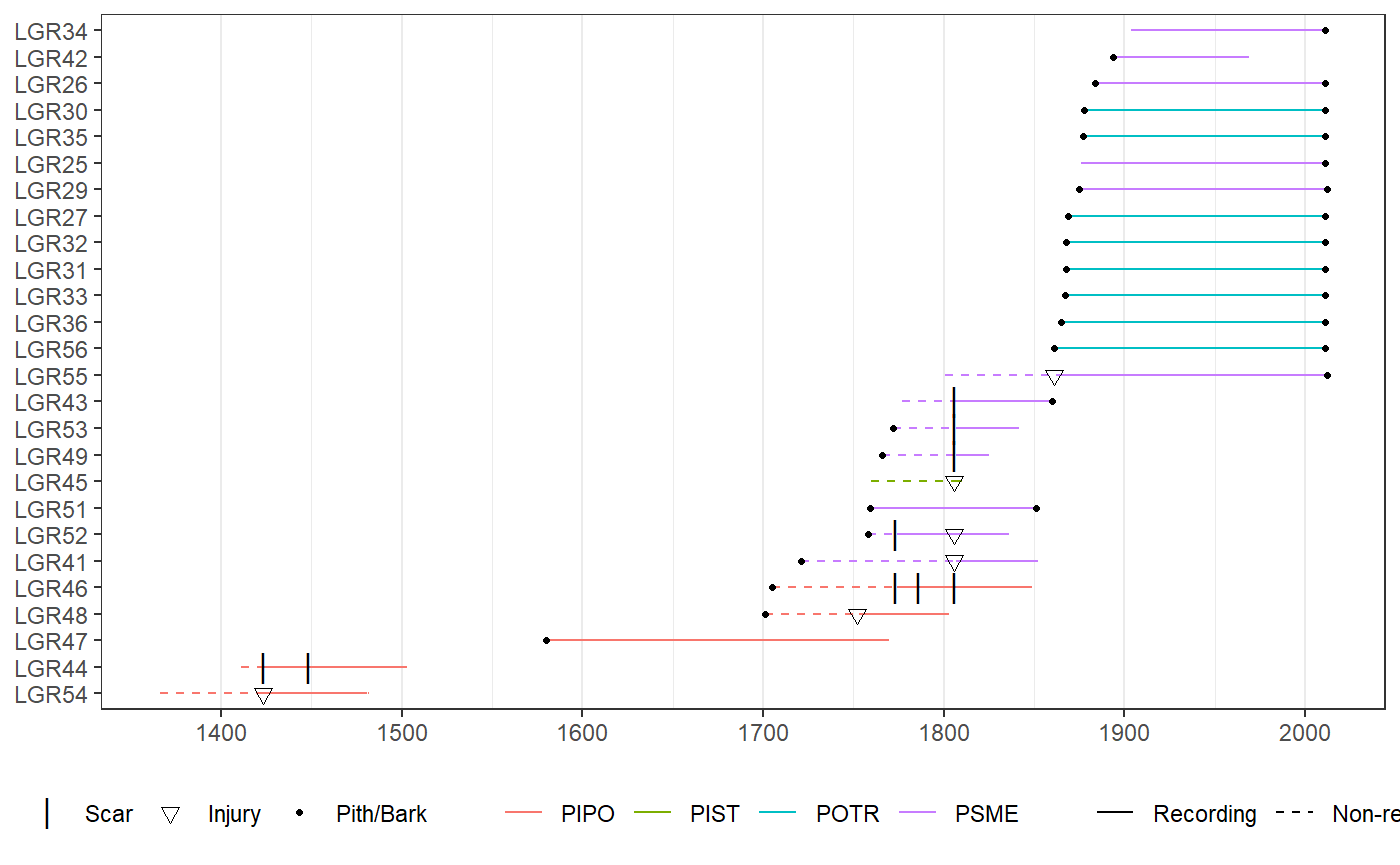 LGR34
LGR42
LGR26
LGR30
LGR35
LGR25
LGR29
LGR27
LGR32
LGR31
LGR33
LGR36
LGR56
LGR55
LGR43
LGR53
LGR49
LGR45
LGR51
LGR52
LGR41
LGR46
LGR48
LGR47
LGR44
LGR54
1400 1500 1600 1700 1800 1900 2000
Scar Injury Pith/Bark PIPO PIST POTR PSME Recording Non-re